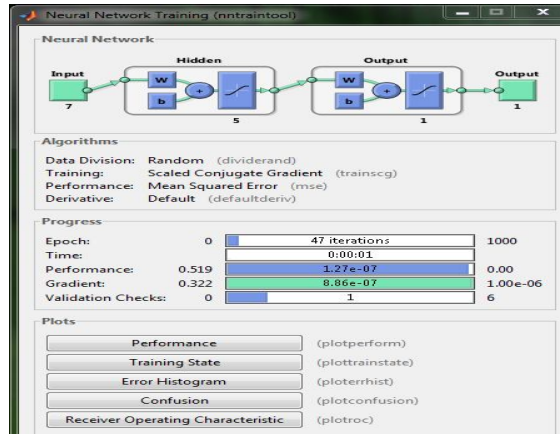 Neural Network Training (nntraintool)
Neural Network
Hidden Output
Input W b + W b + Output
7 5 1 1
Algorithms
Data Division: Random (dividerand)
Training: Scaled Conjugate Gradient (trainscg)
Performance: Mean Squared Error (mse)
Derivative: Default (defaultderiv)
Progress
Epoch: 0 47 iterations 1000
Time: 0:00:01
Performance: 0.519 1.27e-07 0.00
Gradient: 0.322 8.86e-07 1.00e-06
Validation Checks: 0 1 6
Plots
Performance (plotperform)
Training State (plottrainstate)
Error Histogram (ploterrhist)
Confusion (plotconfusion)
Receiver Operating Characteristic (plotroc)